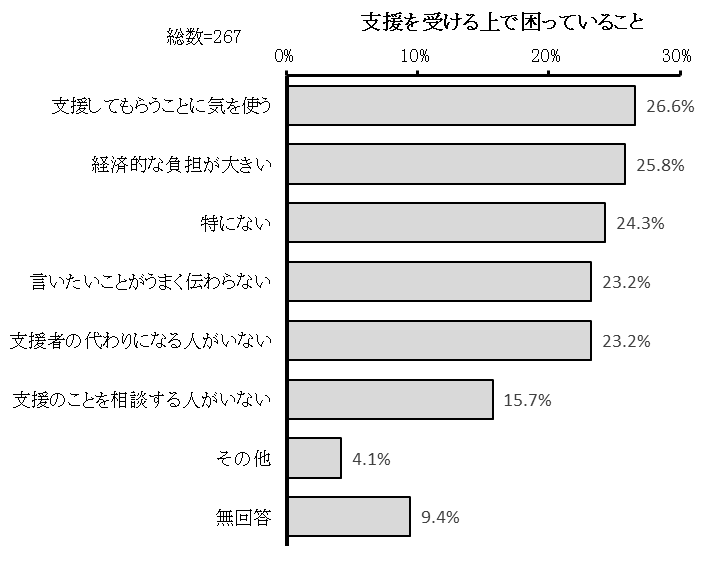 支援を受ける上で困っていること
総数=267
0% 10% 20% 30%
支援してもらうことに気を使う 26.6%
経済的な負担が大きい 25.8%
特にない 24.3%
言いたいことがうまく伝わらない 23.2%
支援者の代わりになる人がいない 23.2%
支援のことを相談する人がいない 15.7%
その他 4.1%
無回答 9.4%